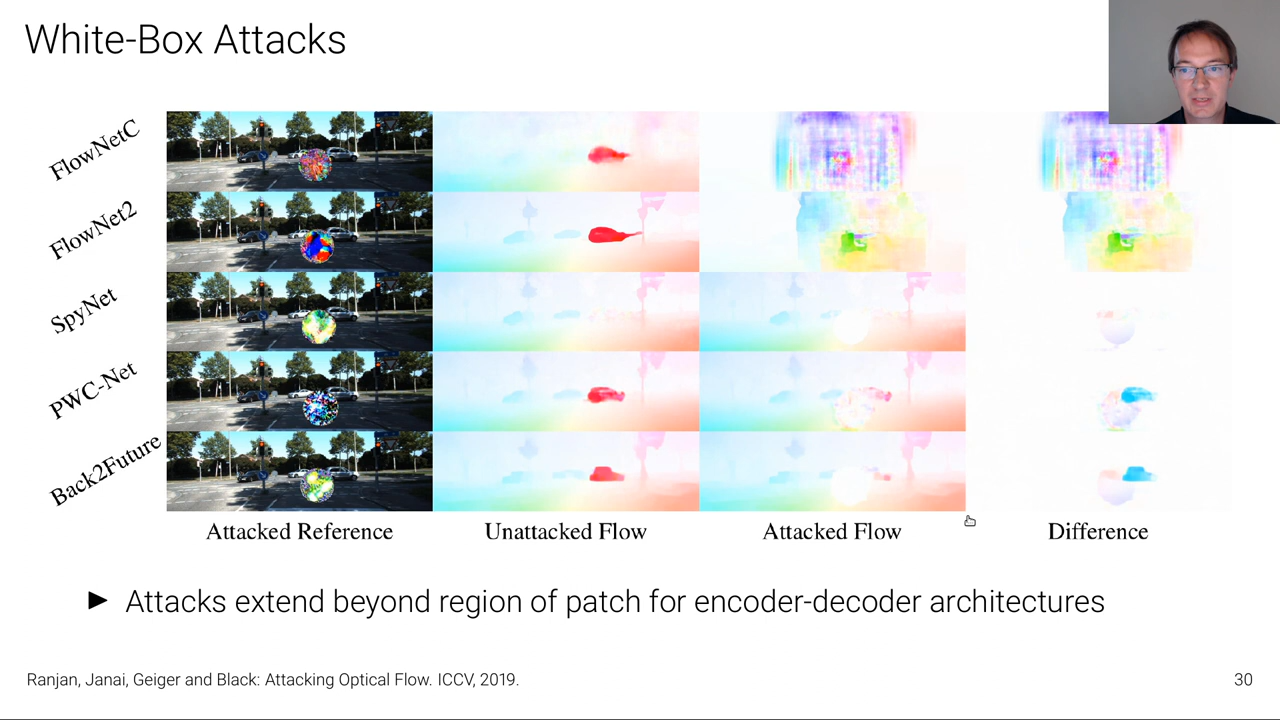 White-Box Attacks
FlowNetC
FlowNet2
SpyNet
PWC-Net
Back2Future
Attacked Reference
Unattacked Flow
Attacked Flow
Difference
► Attacks extend beyond region of patch for encoder-decoder architectures
Ranjan, Janai, Geiger and Black: Attacking Optical Flow. ICCV, 2019.
30